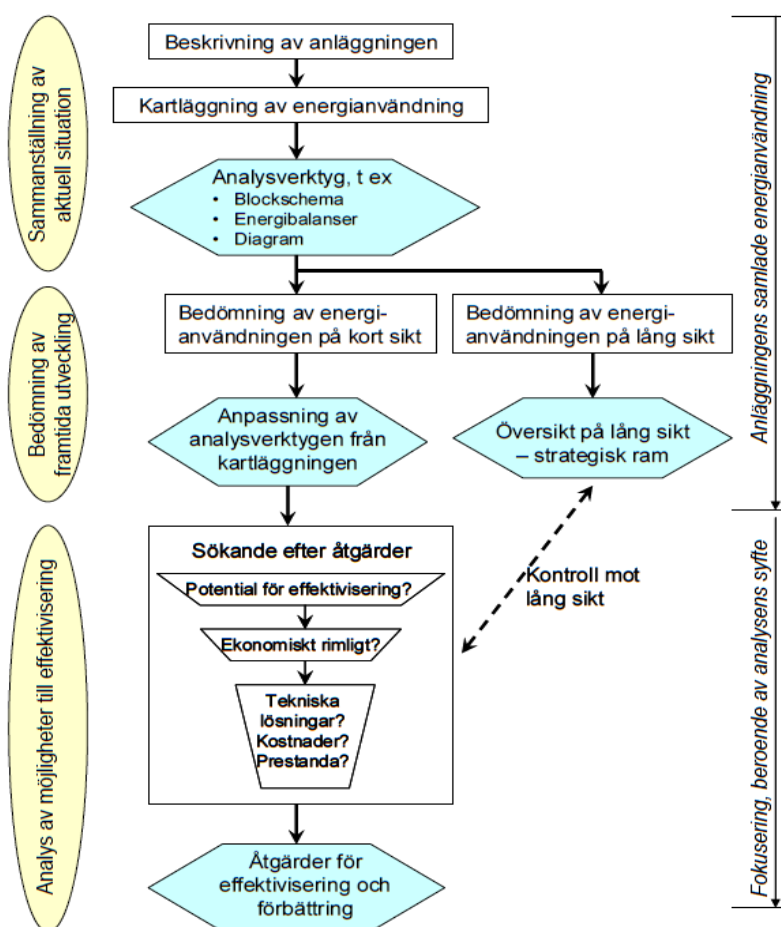 Sammanställning av
aktuell situation
Beskrivning av anläggningen
Kartläggning av energianvändning
Analysverktyg, t ex
• Blockschema
• Energibalanser
• Diagram
Anläggningens samlade energianvändning
Bedömning av
framtida utveckling
Bedömning av energi-
användningen på kort sikt
Bedömning av energi-
användningen på lång sikt
Anpassning av
analysverktygen från
kartläggningen
Översikt på lång sikt
– strategisk ram
Analys av möjligheter till effektivisering
Sökande efter åtgärder
Potential för effektivisering?
Ekonomiskt rimligt?
Tekniska
lösningar?
Kostnader?
Prestanda?
Kontroll mot
lång sikt
Fokusering, beroende av analysens syfte
Åtgärder för
effektivisering och
förbättring